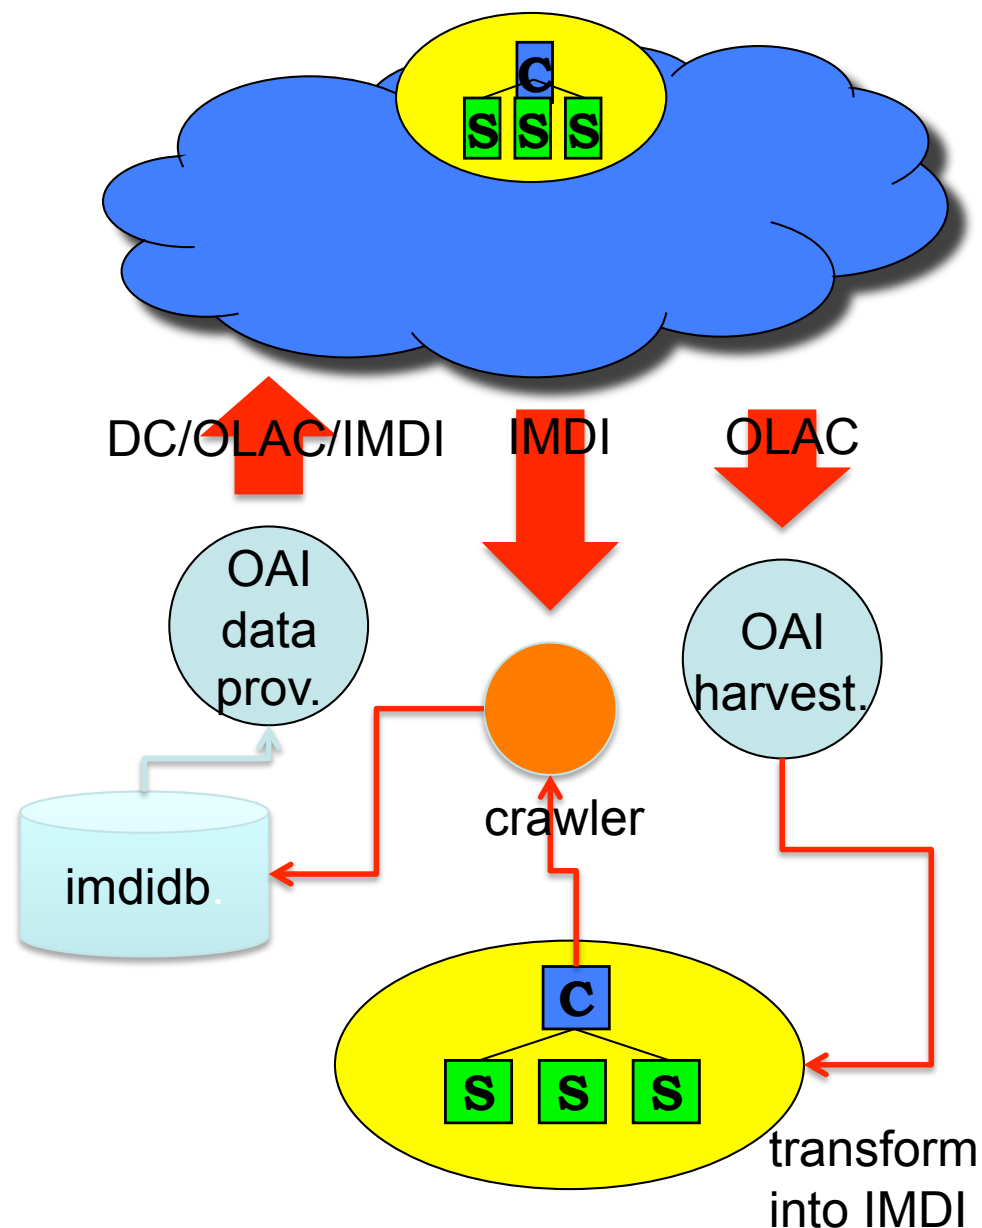 C
S S S
DC/OLAC/IMDI
IMDI
OLAC
OAI
data
prov.
OAI
harvest.
crawler
imdidb.
C
S S S
transform
into IMDI